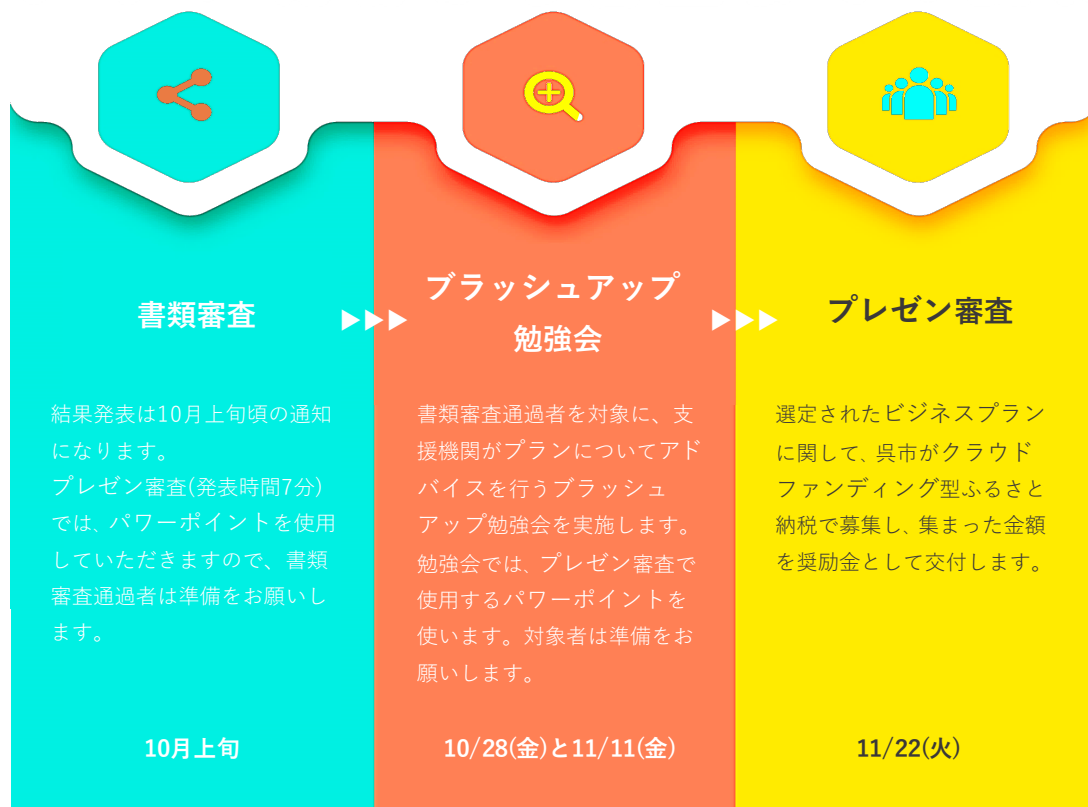 書類審査
結果発表は10月上旬頃の通知
になります。
プレゼン審査(発表時間7分)
では、パワーポイントを使用
していただきますので、書類
審査通過者は準備をお願いし
ます。
10月上旬
ブラッシュアップ
勉強会
書類審査通過者を対象に、支
援機関がプランについてアド
バイスを行うブラッシュ
アップ勉強会を実施します。
勉強会では、プレゼン審査で
使用するパワーポイントを
使います。対象者は準備をお
願いします。
10/28(金)と11/11(金)
プレゼン審査
選定されたビジネスプラン
に関して、呉市がクラウド
ファンディング型ふるさと
納税で募集し、集まった金額
を奨励金として交付します。
11/22(火)